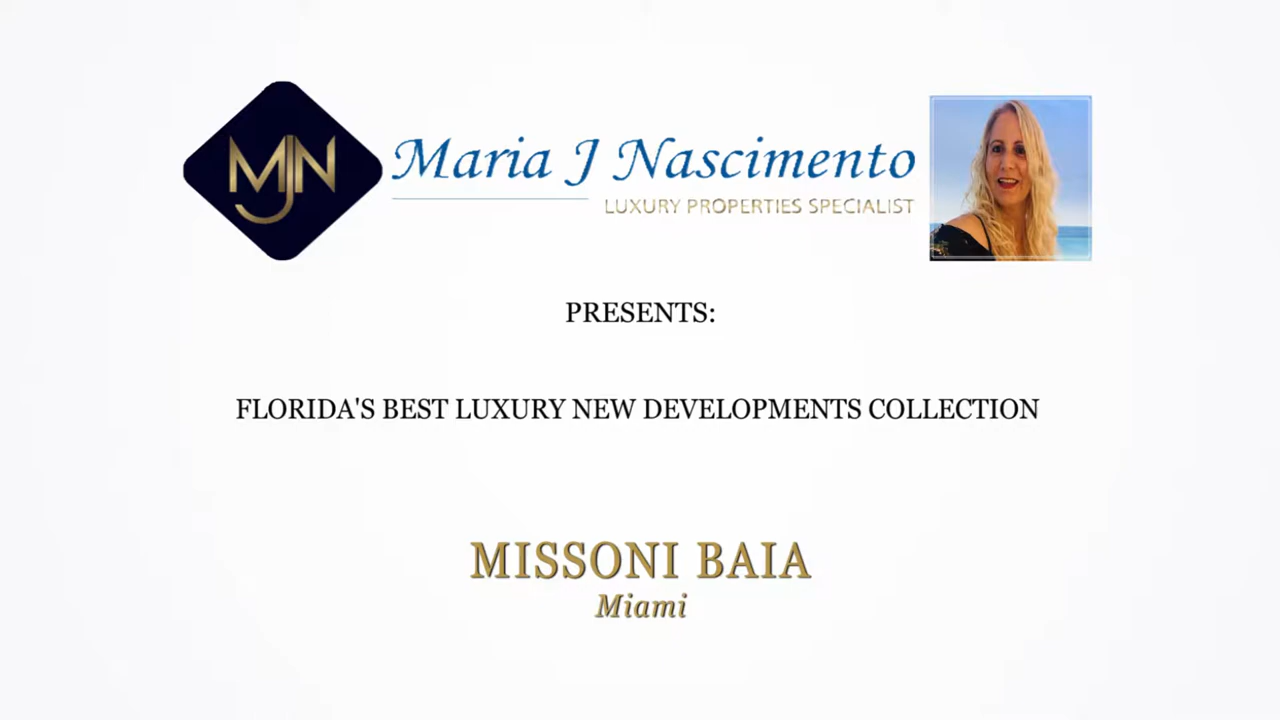 MJN
Maria J Nascimento
LUXURY PROPERTIES SPECIALIST
PRESENTS:
FLORIDA'S BEST LUXURY NEW DEVELOPMENTS COLLECTION
MISSONI BAIA
Miami